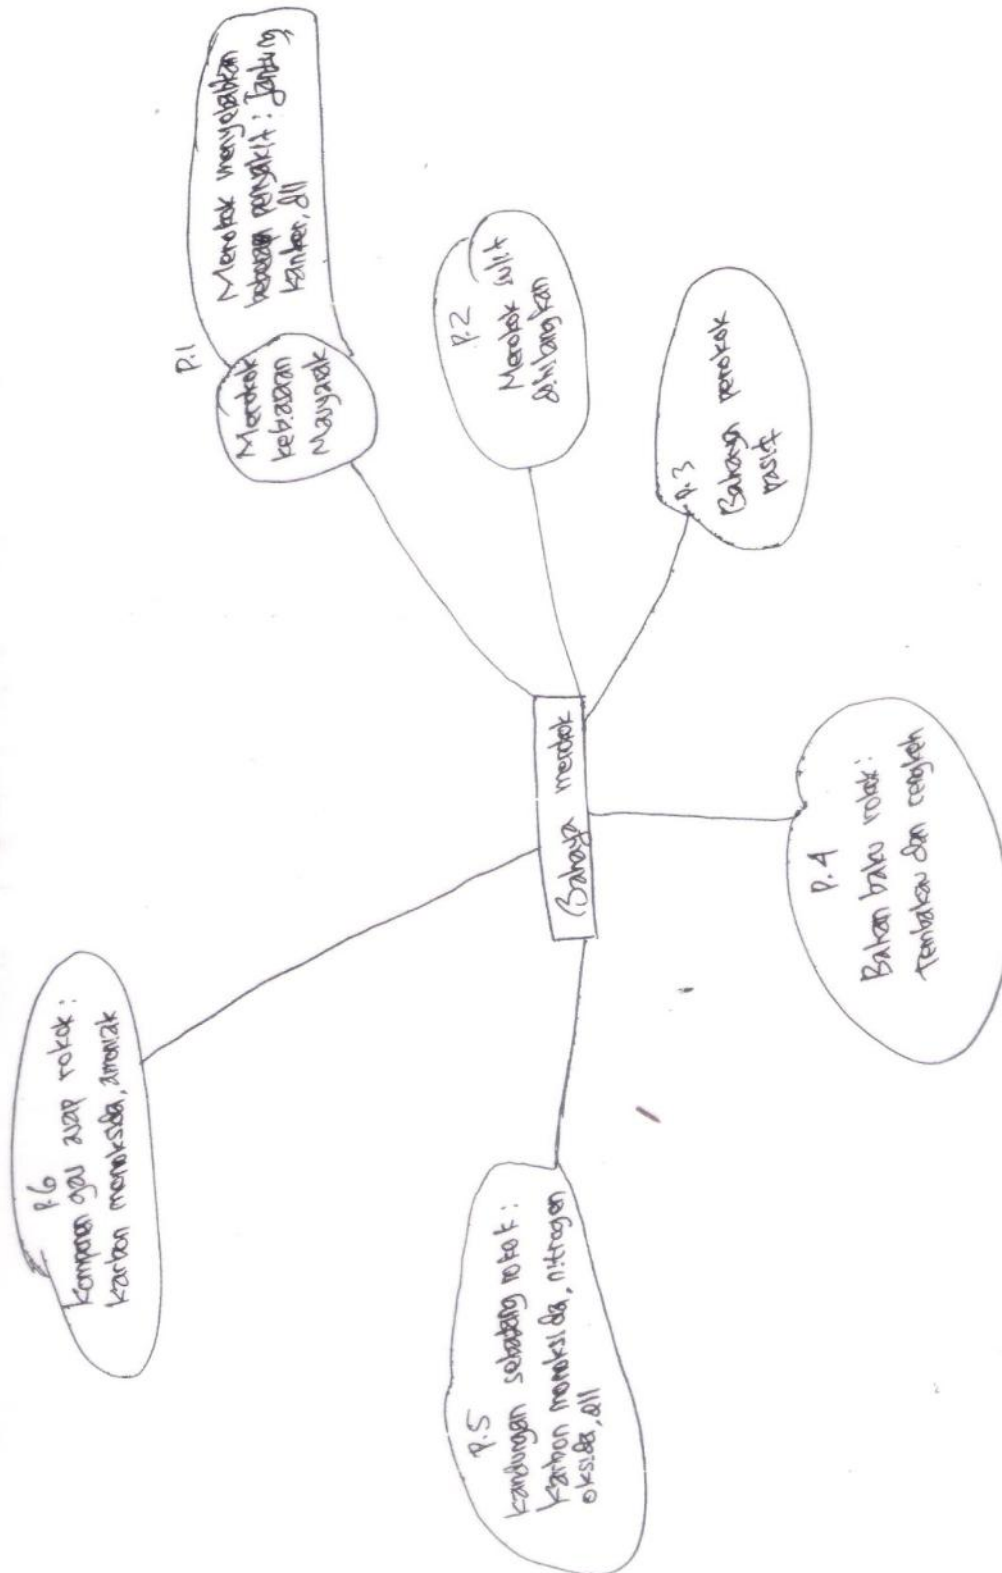 Bahaya merokok
P.1
Merokok
kebiasaan
Masyarak
Merokok menyebabkan
beberapa penyakit : Jantung
kanker, dll
P.2
Merokok sulit
dihilangkan
P.3
Bahaya perokok
pasif
P.4
Bahan baku rokok :
tembakau dan cengkeh
P.5
kandungan sebatang rokok :
karbon monoksida, nitrogen
oksida, dll
P.6
komponen gas asap rokok :
karbon monoksida, amoniak